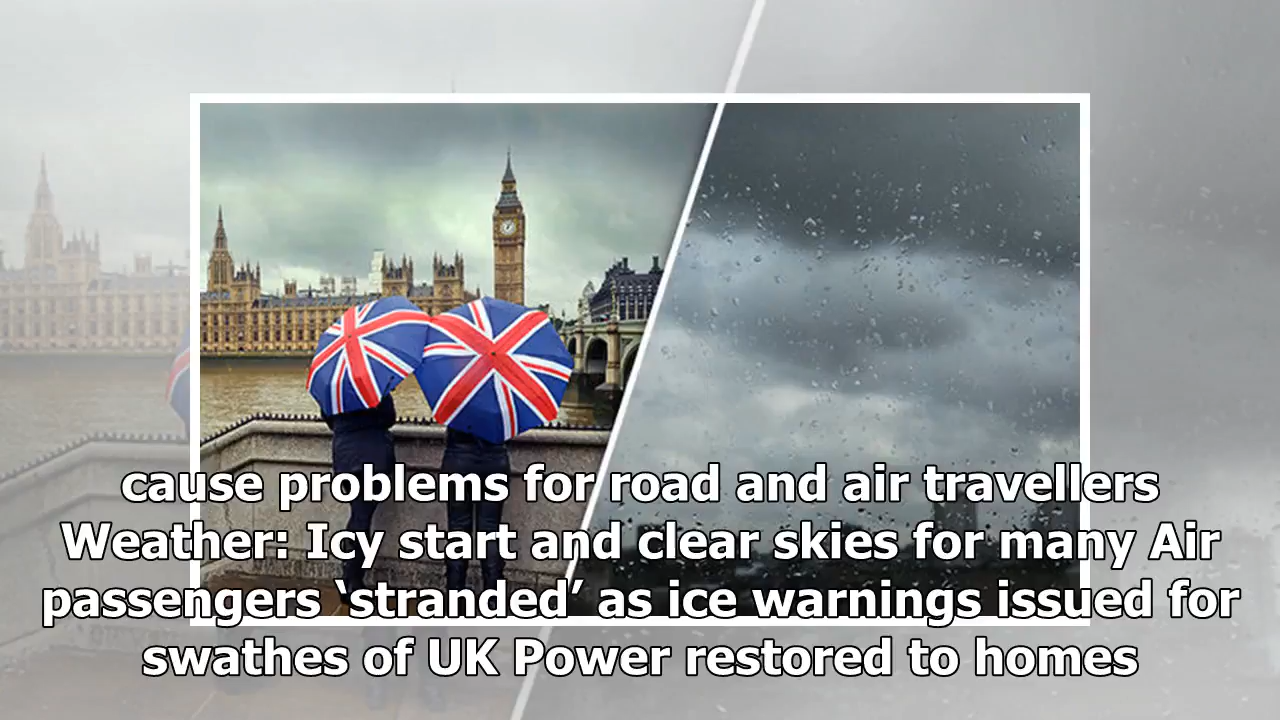 cause problems for road and air travellers
Weather: Icy start and clear skies for many Air
passengers ‘stranded’ as ice warnings issued for
swathes of UK Power restored to homes